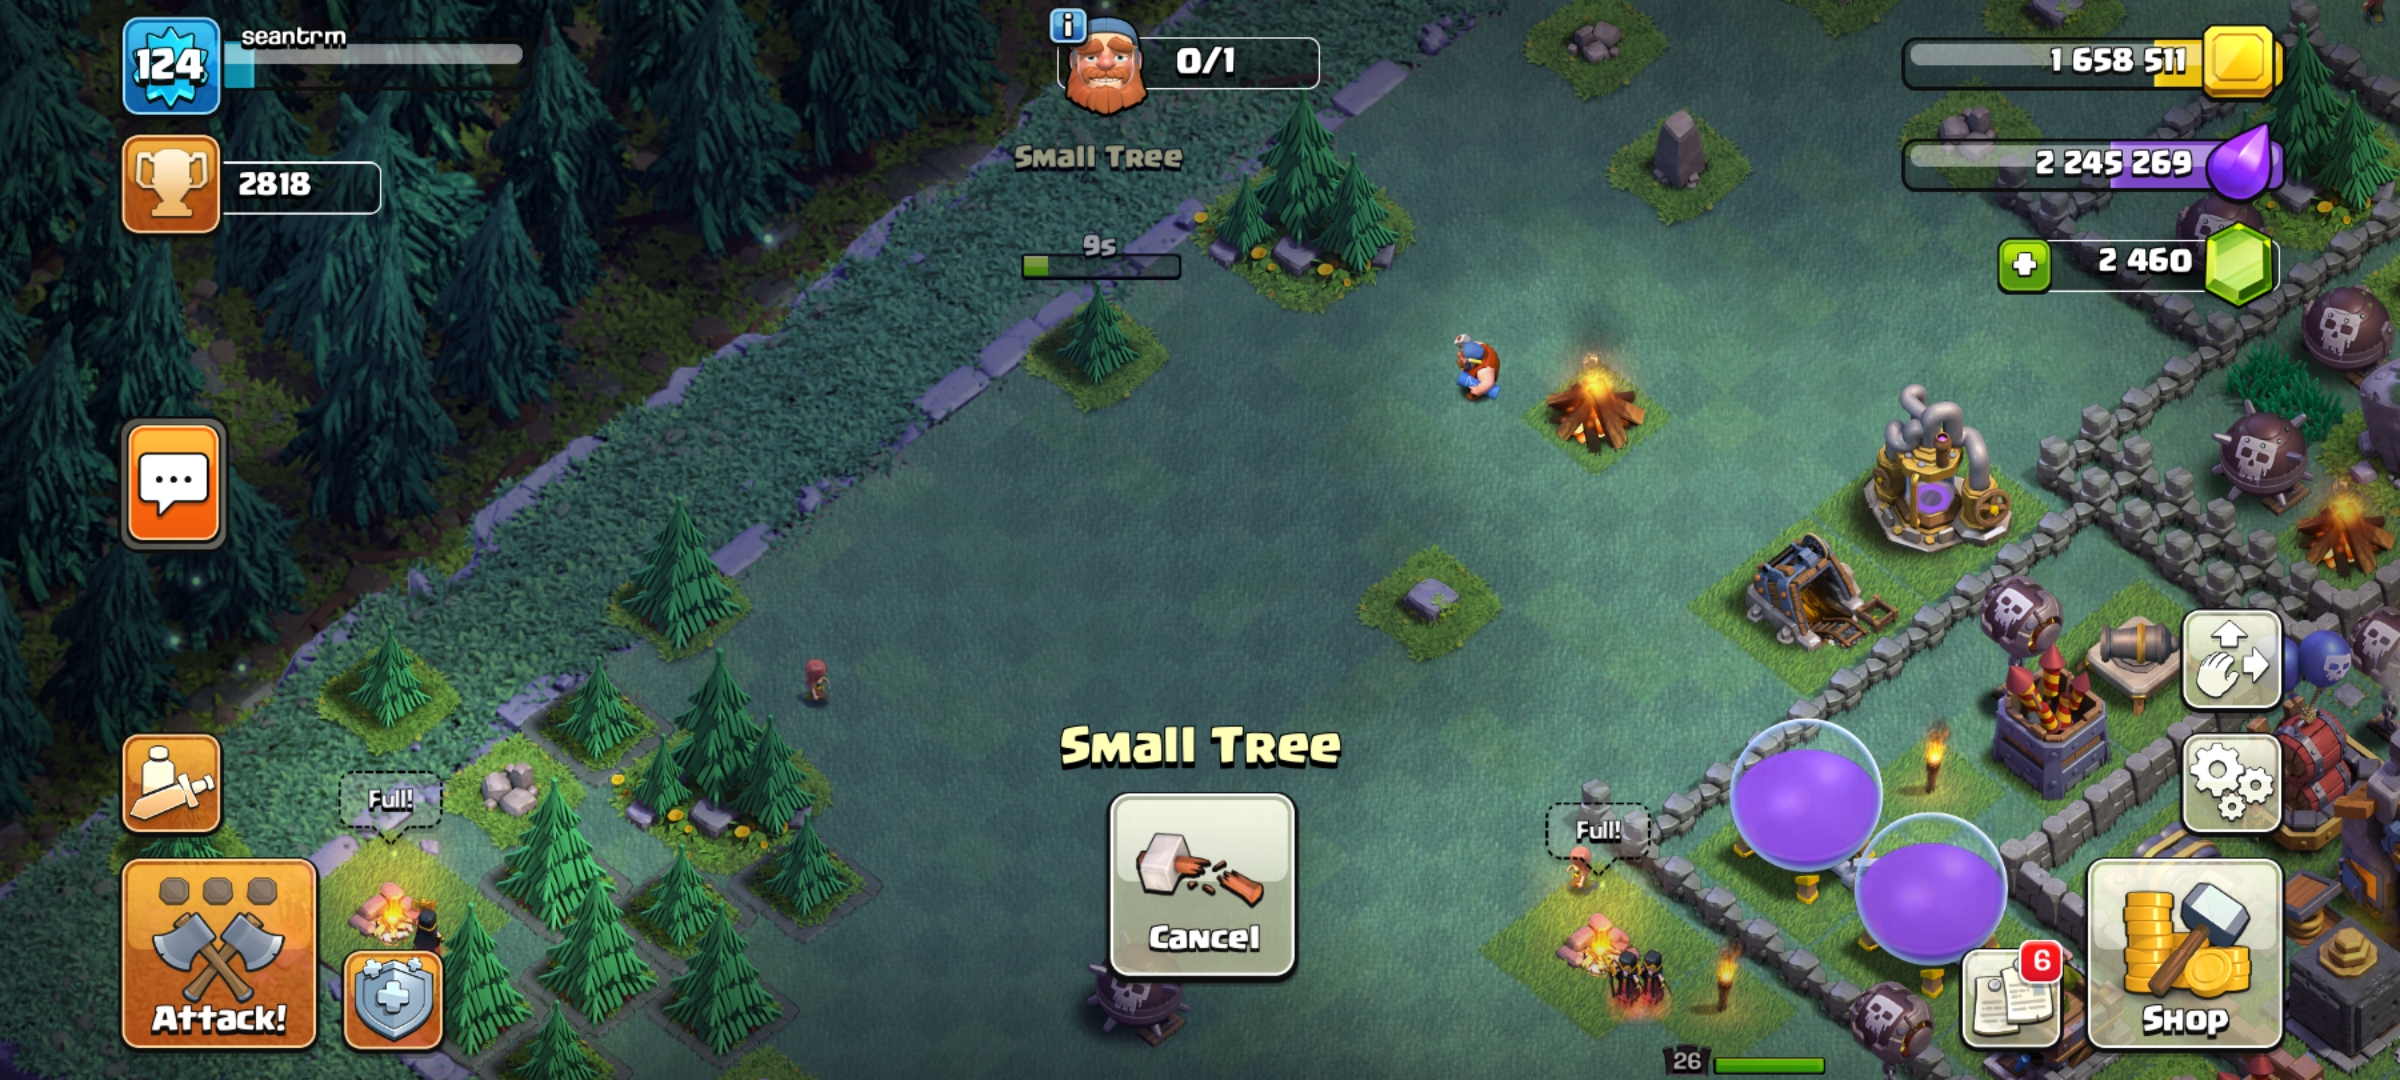 124
seantrm
i
0/1
1 658 511
2818
Small Tree
2 245 269
9s
2 460
Small Tree
Full!
Full!
Cancel
6
Attack!
Shop
26